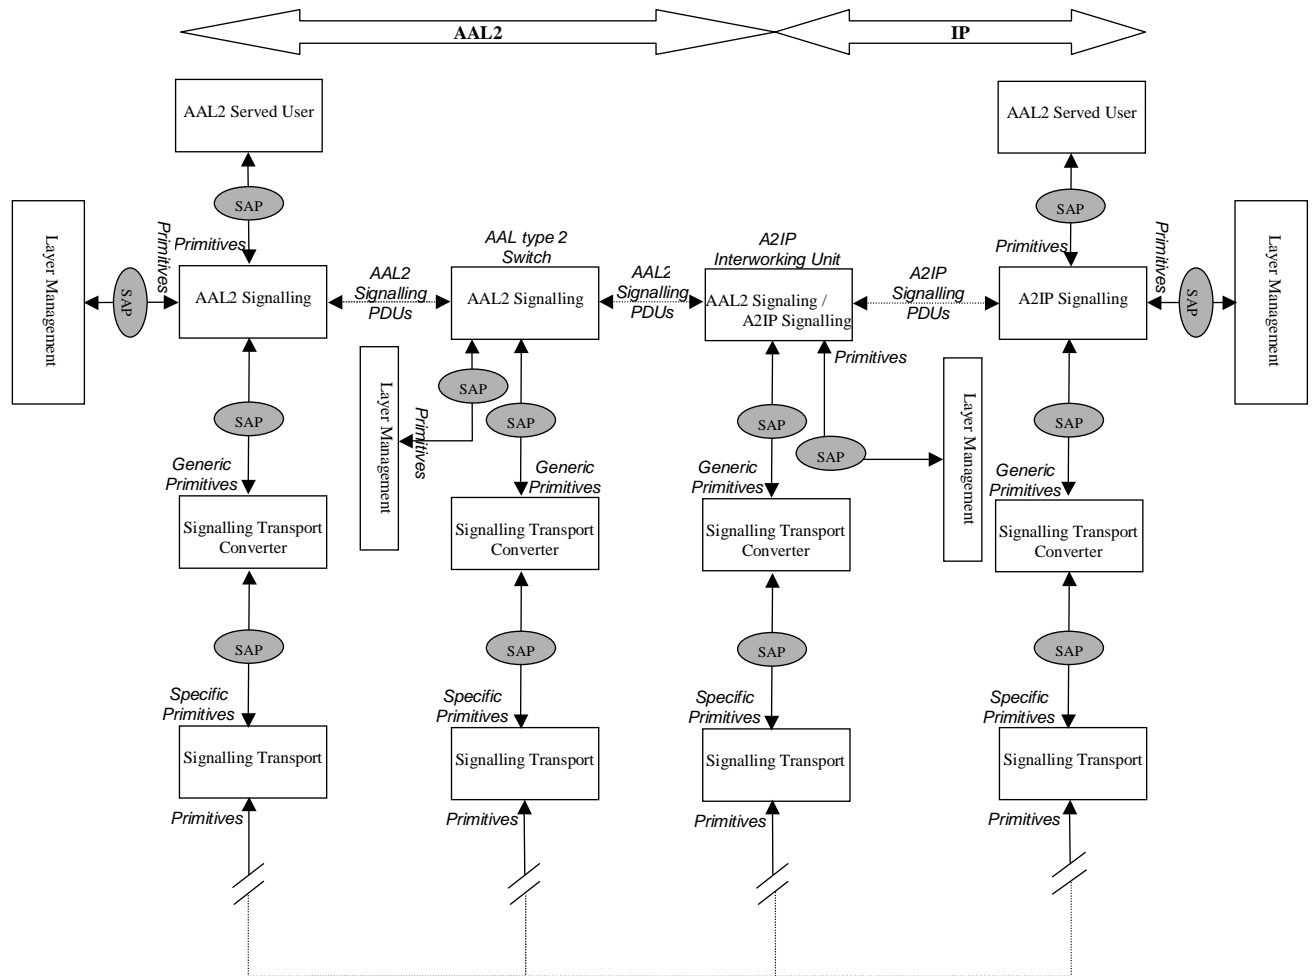 AAL2
IP
AAL2 Served User
AAL2 Served User
SAP
SAP
Primitives
Primitives
Primitives
Primitives
Layer Management
SAP
AAL2 Signalling
AAL2
Signalling
PDUs
AAL type 2
Switch
AAL2 Signalling
AAL2
Signalling
PDUs
A2IP
Interworking Unit
AAL2 Signaling /
A2IP Signalling
A2IP
Signalling
PDUs
A2IP Signalling
SAP
Layer Management
Layer Management
Primitives
SAP
Primitives
Layer Management
SAP
SAP
SAP
SAP
SAP
Generic
Primitives
Generic
Primitives
Generic
Primitives
Generic
Primitives
Signalling Transport
Converter
Signalling Transport
Converter
Signalling Transport
Converter
Signalling Transport
Converter
SAP
SAP
SAP
SAP
Specific
Primitives
Specific
Primitives
Specific
Primitives
Specific
Primitives
Signalling Transport
Signalling Transport
Signalling Transport
Signalling Transport
Primitives
Primitives
Primitives
Primitives